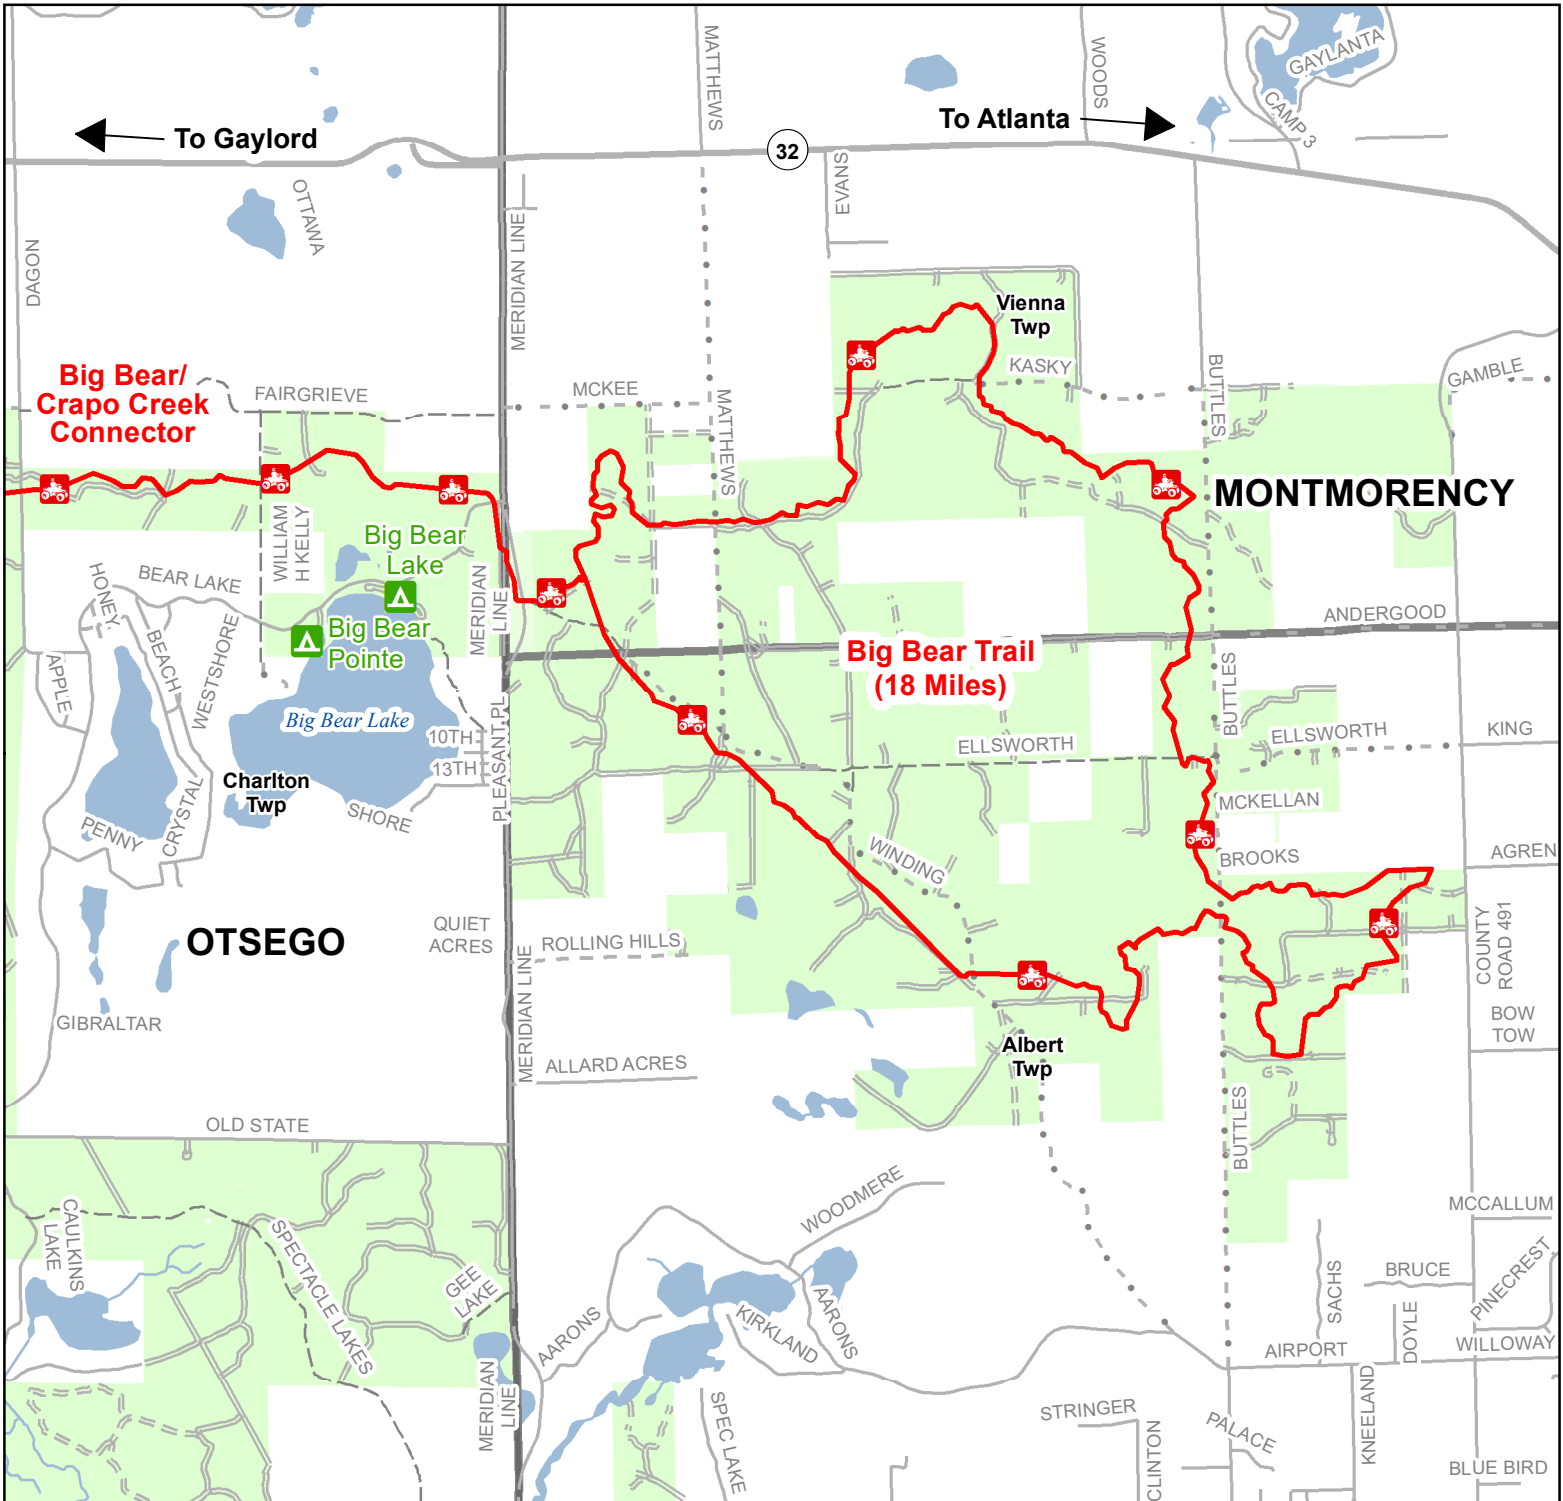 GAYLANTA
MATTHEWS
WOODS
CAMP 3
To Gaylord
To Atlanta
32
EVANS
OTTAWA
DAGON
MERIDIAN LINE
Vienna
Twp
KASKY
BUTTLES
GAMBLE
Big Bear/
Crapo Creek
Connector
FAIRGRIEVE
MCKEE
MATTHEWS
MONTMORENCY
WILLIAM
H KELLY
Big Bear
Lake
BEAR LAKE
HONEY
MERIDIAN
LINE
ANDERGOOD
Big Bear
Pointe
BEACH
WESTSHORE
APPLE
Big Bear Trail
(18 Miles)
BUTTLES
Big Bear Lake
10TH
13TH
PLEASANT PL
ELLSWORTH
ELLSWORTH
KING
Charlton
Twp
SHORE
CRYSTAL
PENNY
MCKELLAN
BROOKS
AGREN
WINDING
OTSEGO
QUIET
ACRES
ROLLING HILLS
COUNTY
ROAD 491
MERIDIAN LINE
GIBRALTAR
BOW
TOW
ALLARD ACRES
Albert
Twp
OLD STATE
BUTTLES
WOODMERE
MCCALLUM
CAULKINS
LAKE
SPECTACLE LAKES
GEE
LAKE
BRUCE
PINECREST
SACHS
AARONS
KIRKLAND
AARONS
DOYLE
AIRPORT
WILLOWAY
MERIDIAN
LINE
SPEC LAKE
STRINGER
CLINTON
PALACE
KNEELAND
BLUE BIRD